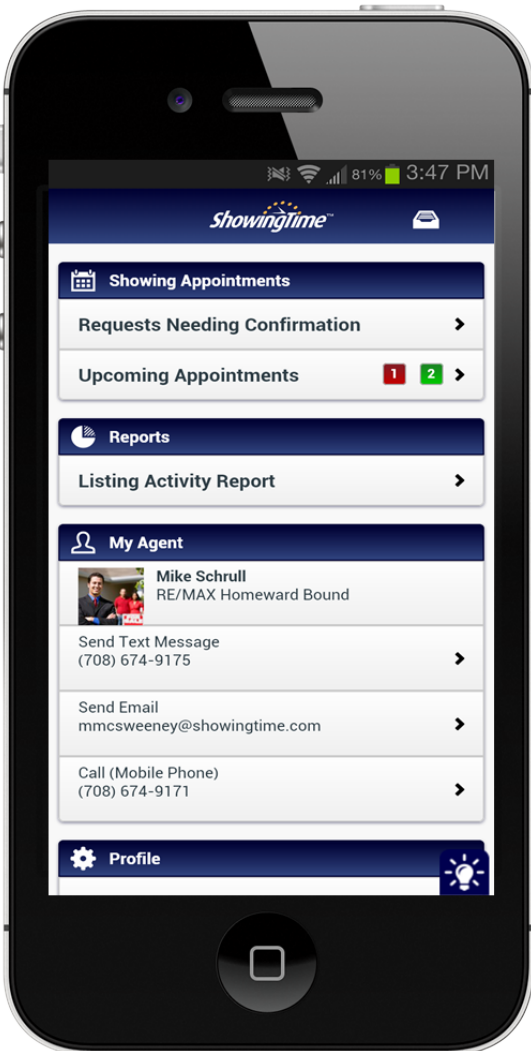 81% 3:47 PM
ShowingTime™
Showing Appointments
Requests Needing Confirmation
Upcoming Appointments 1 2
Reports
Listing Activity Report
My Agent
Mike Schrull
RE/MAX Homeward Bound
Send Text Message
(708) 674-9175
Send Email
mmcsweeney@showingtime.com
Call (Mobile Phone)
(708) 674-9171
Profile